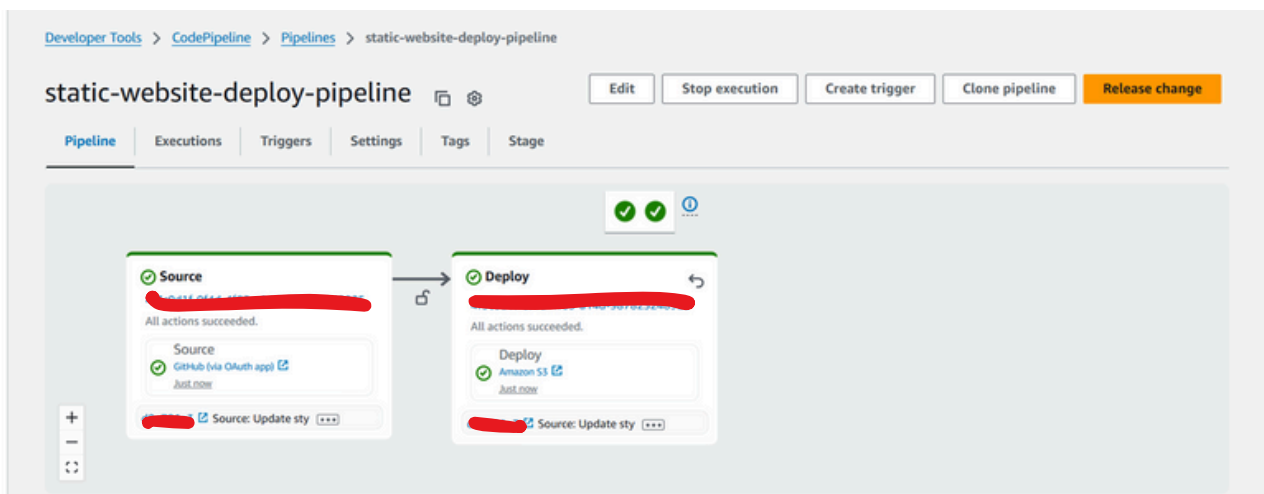 Developer Tools > CodePipeline > Pipelines > static-website-deploy-pipeline
static-website-deploy-pipeline
Edit
Stop execution
Create trigger
Clone pipeline
Release change
Pipeline
Executions
Triggers
Settings
Tags
Stage
Source
All actions succeeded.
Source
GitHub (via OAuth app)
Just now
Source: Update sty
Deploy
All actions succeeded.
Deploy
Amazon S3
Just now
Source: Update sty